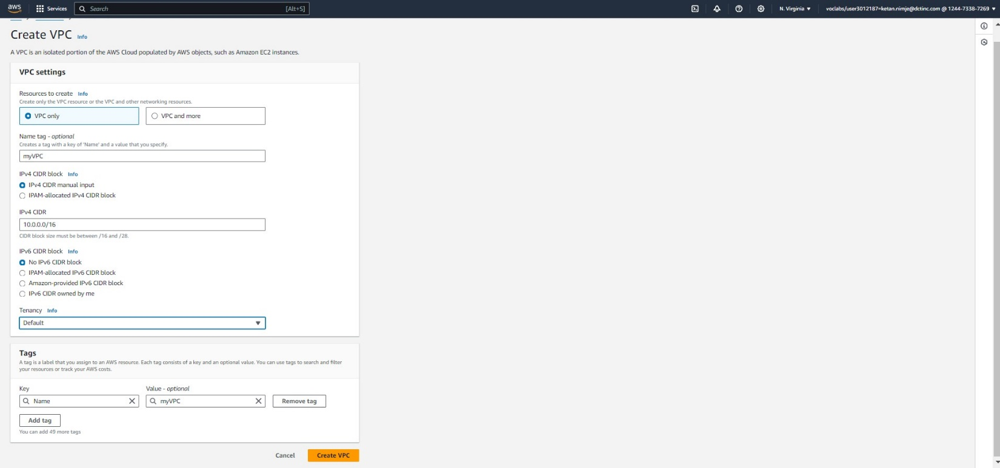 aws
Services
Search
[Alt+S]
N. Virginia
voclabs/user3012187=ketan.nimje@dctinc.com @ 1244-7338-7269
Create VPC Info
A VPC is an isolated portion of the AWS Cloud populated by AWS objects, such as Amazon EC2 instances.
VPC settings
Resources to create Info
Create only the VPC resource or the VPC and other networking resources.
VPC only
VPC and more
Name tag - optional
Creates a tag with a key of 'Name' and a value that you specify.
myVPC
IPv4 CIDR block Info
IPv4 CIDR manual input
IPAM-allocated IPv4 CIDR block
IPv4 CIDR
10.0.0.0/16
CIDR block size must be between /16 and /28.
IPv6 CIDR block Info
No IPv6 CIDR block
IPAM-allocated IPv6 CIDR block
Amazon-provided IPv6 CIDR block
IPv6 CIDR owned by me
Tenancy Info
Default
Tags
A tag is a label that you assign to an AWS resource. Each tag consists of a key and an optional value. You can use tags to search and filter
your resources or track your AWS costs.
Key
Value - optional
Name
myVPC
Remove tag
Add tag
You can add 49 more tags
Cancel
Create VPC